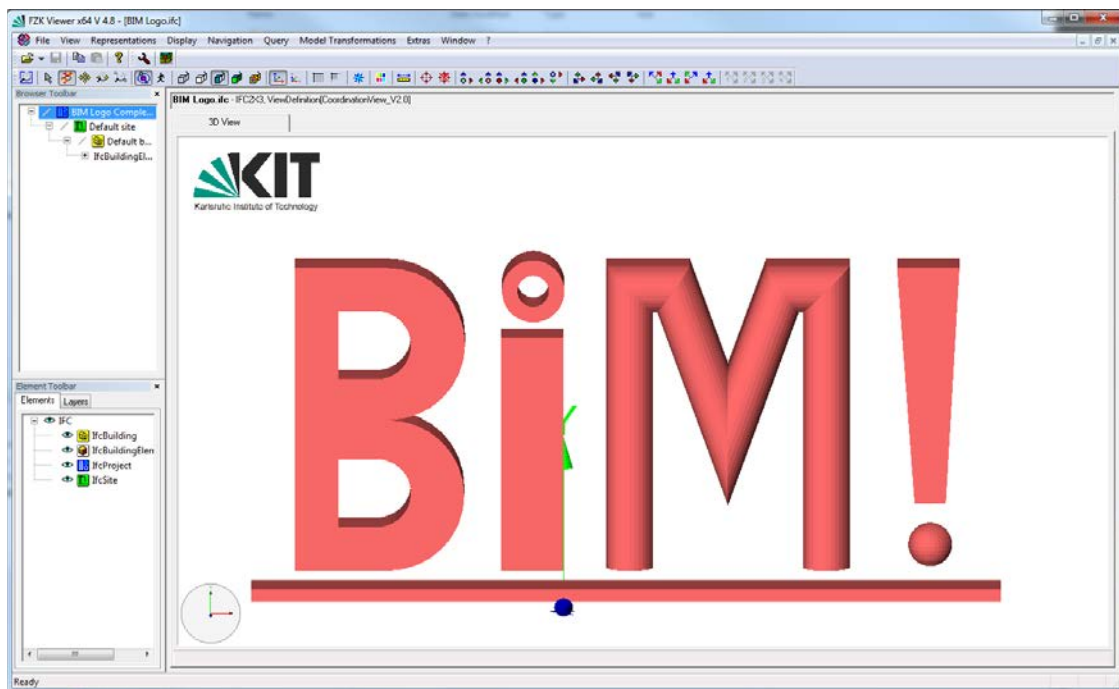 FZK Viewer x64 V 4.8 - [BIM Logo.ifc]
File View Representations Display Navigation Query Model Transformations Extras Window ?
Browser Toolbar
BIM Logo Comple...
Default site
Default b...
IfcBuildingEl...
BIM Logo.ifc - IFC2X3, ViewDefinition[CoordinationView_V2.0]
3D View
KIT
Karlsruhe Institute of Technology
BiM!
Element Toolbar
Elements Layers
IFC
IfcBuilding
IfcBuildingElen
IfcProject
IfcSite
Ready